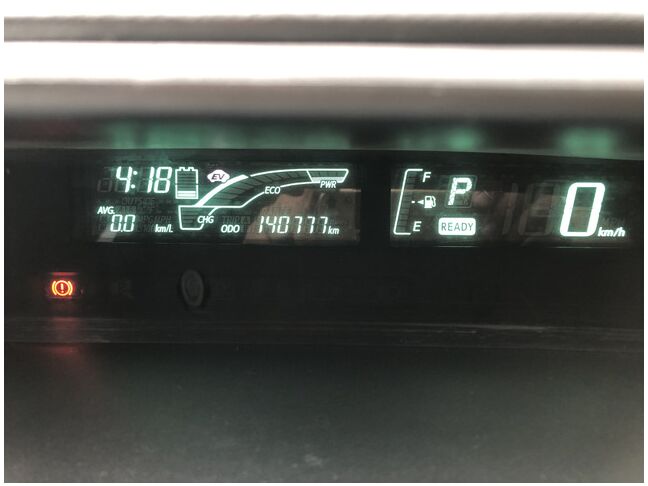 4:18
EV
ECO
PWR
CHG
AVG.
0.0 km/L
ODO 140777 km
F
E
P
READY
0 km/h